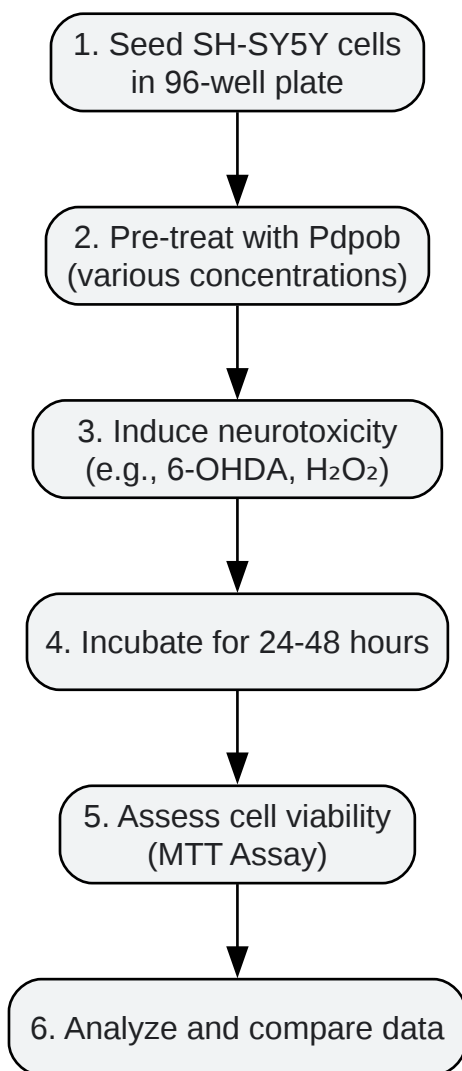 1. Seed SH-SY5Y cells
in 96-well plate
2. Pre-treat with Pdpob
(various concentrations)
3. Induce neurotoxicity
(e.g., 6-OHDA, H₂O₂)
4. Incubate for 24-48 hours
5. Assess cell viability
(MTT Assay)
6. Analyze and compare data